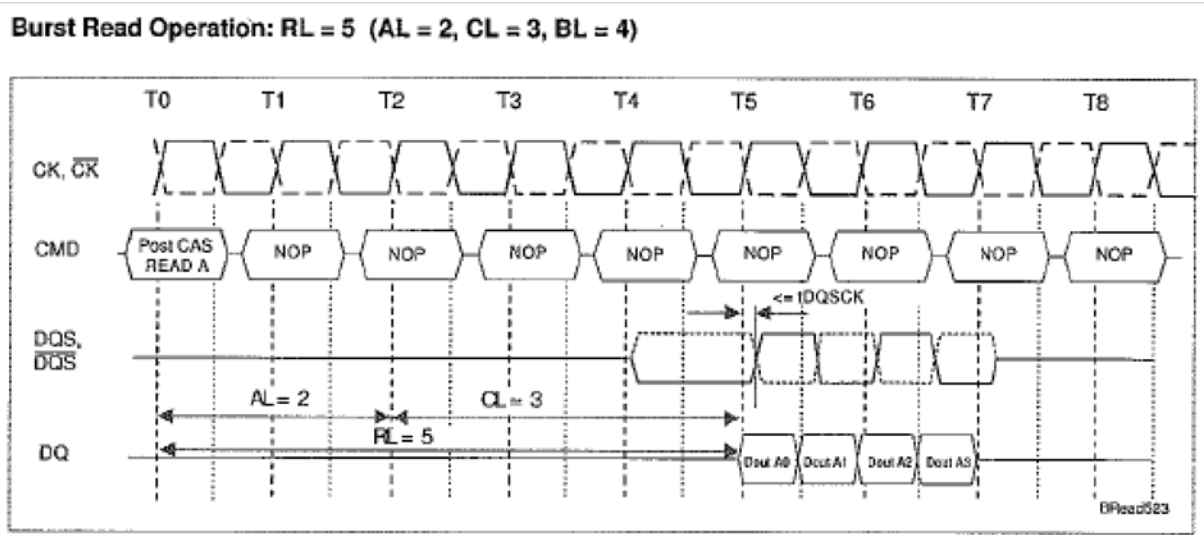 Burst Read Operation: RL = 5 (AL = 2, CL = 3, BL = 4)
T0 T1 T2 T3 T4 T5 T6 T7 T8
CK, CK
CMD
Post CAS
READ A
NOP NOP NOP NOP NOP NOP NOP NOP
<= tDQSCK
DQS,
DQS
AL = 2
CL = 3
RL = 5
DQ
Dout A0 Dout A1 Dout A2 Dout A3
BRead523